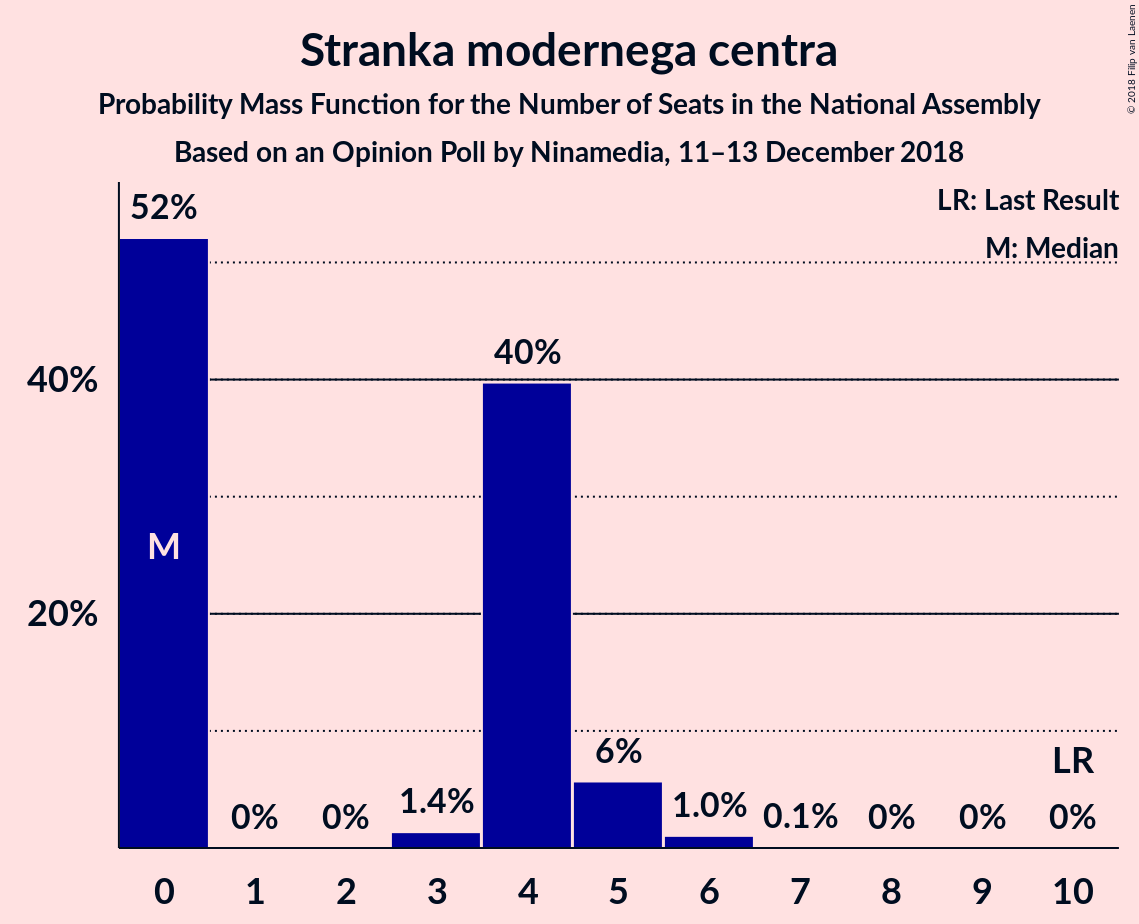 Stranka modernega centra
Probability Mass Function for the Number of Seats in the National Assembly
Based on an Opinion Poll by Ninamedia, 11–13 December 2018
© 2018 Filip van Laenen
LR: Last Result
M: Median
52%
40%
40%
M
20%
6%
LR
1.4%
1.0%
0.1%
0%
0%
0%
0%
0%
0 1 2 3 4 5 6 7 8 9 10